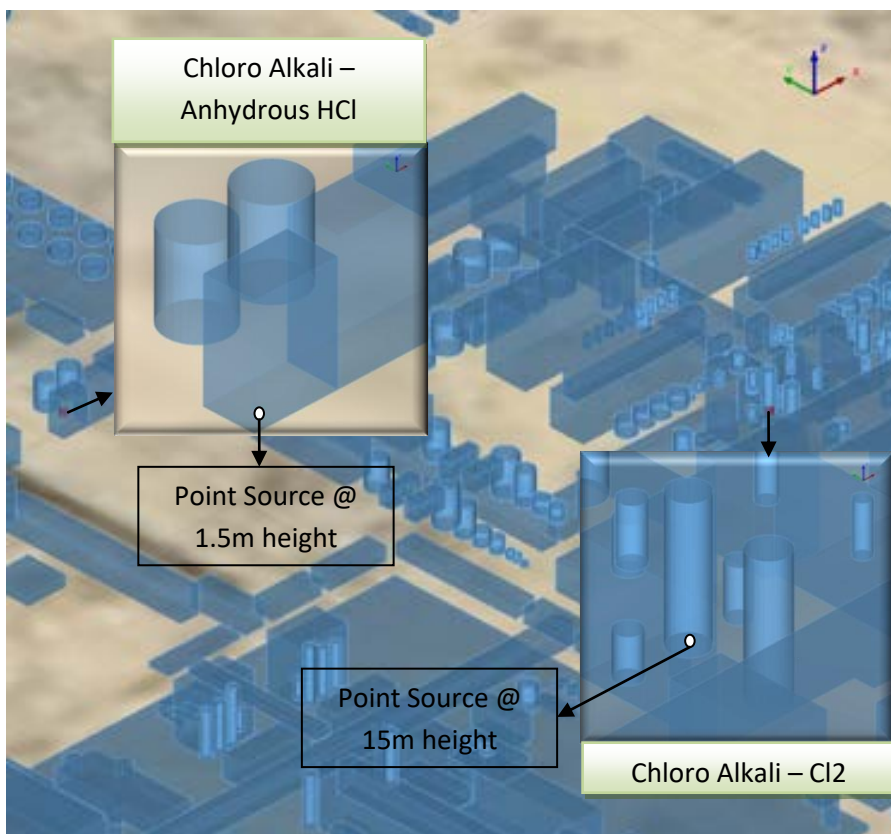 Chloro Alkali –
Anhydrous HCl
Point Source @
1.5m height
Point Source @
15m height
Chloro Alkali – Cl2